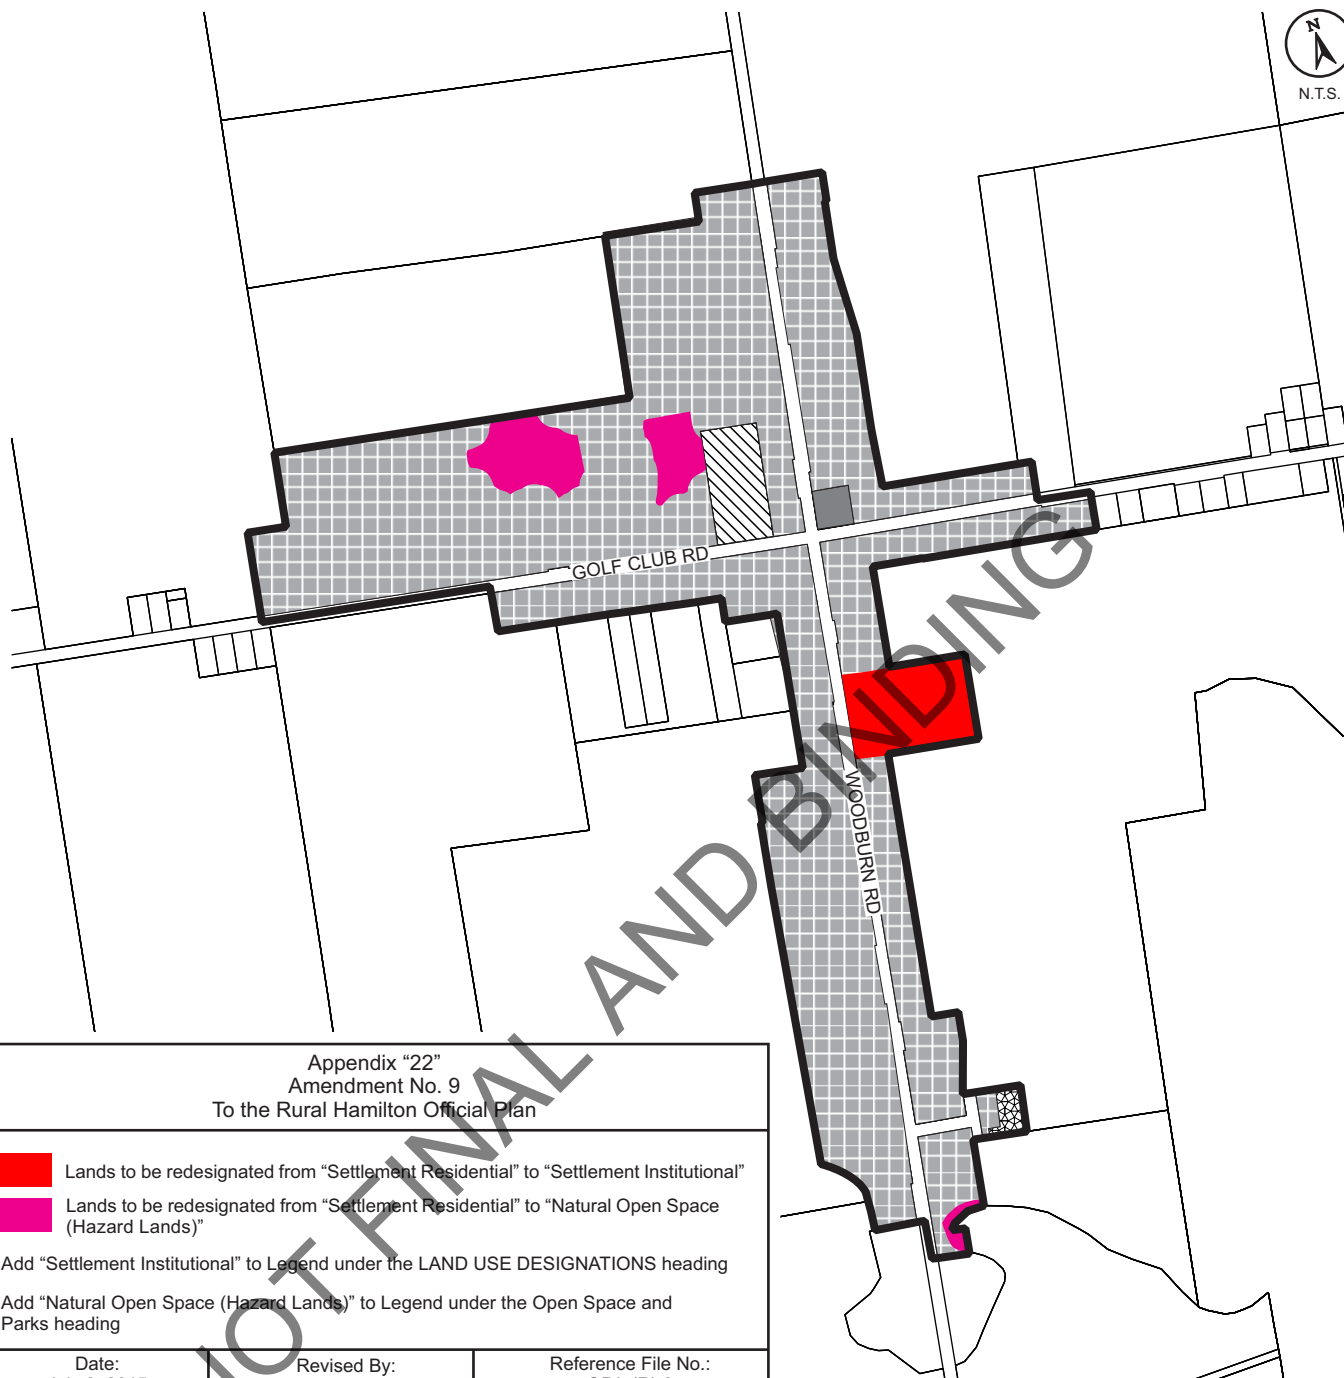 N
N.T.S.
GOLF CLUB RD
WOODBURN RD
NOT FINAL AND BINDING
Appendix “22”
Amendment No. 9
To the Rural Hamilton Official Plan
Lands to be redesignated from “Settlement Residential” to “Settlement Institutional”
Lands to be redesignated from “Settlement Residential” to “Natural Open Space
(Hazard Lands)”
Add “Settlement Institutional” to Legend under the LAND USE DESIGNATIONS heading
Add “Natural Open Space (Hazard Lands)” to Legend under the Open Space and
Parks heading
Date:
Revised By:
Reference File No.: